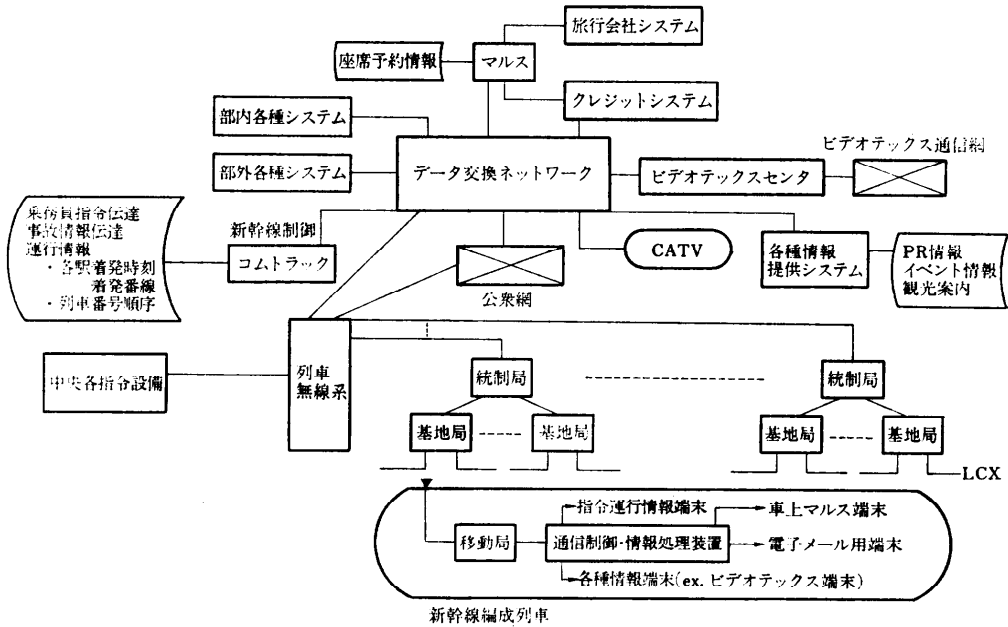 旅行会社システム
座席予約情報
マルス
クレジットシステム
部内各種システム
ビデオテックス通信網
部外各種システム
データ交換ネットワーク
ビデオテックスセンタ
乗務員指令伝達
事故情報伝達
運行情報
・各駅着発時刻
着発番線
・列車番号順序
新幹線制御
コムトラック
公衆網
CATV
各種情報
提供システム
PR情報
イベント情報
観光案内
中央各指令設備
列車
無線系
統制局
統制局
基地局
基地局
基地局
基地局
LCX
指令運行情報端末
車上マルス端末
移動局
通信制御・情報処理装置
電子メール用端末
各種情報端末(ex. ビデオテックス端末)
新幹線編成列車